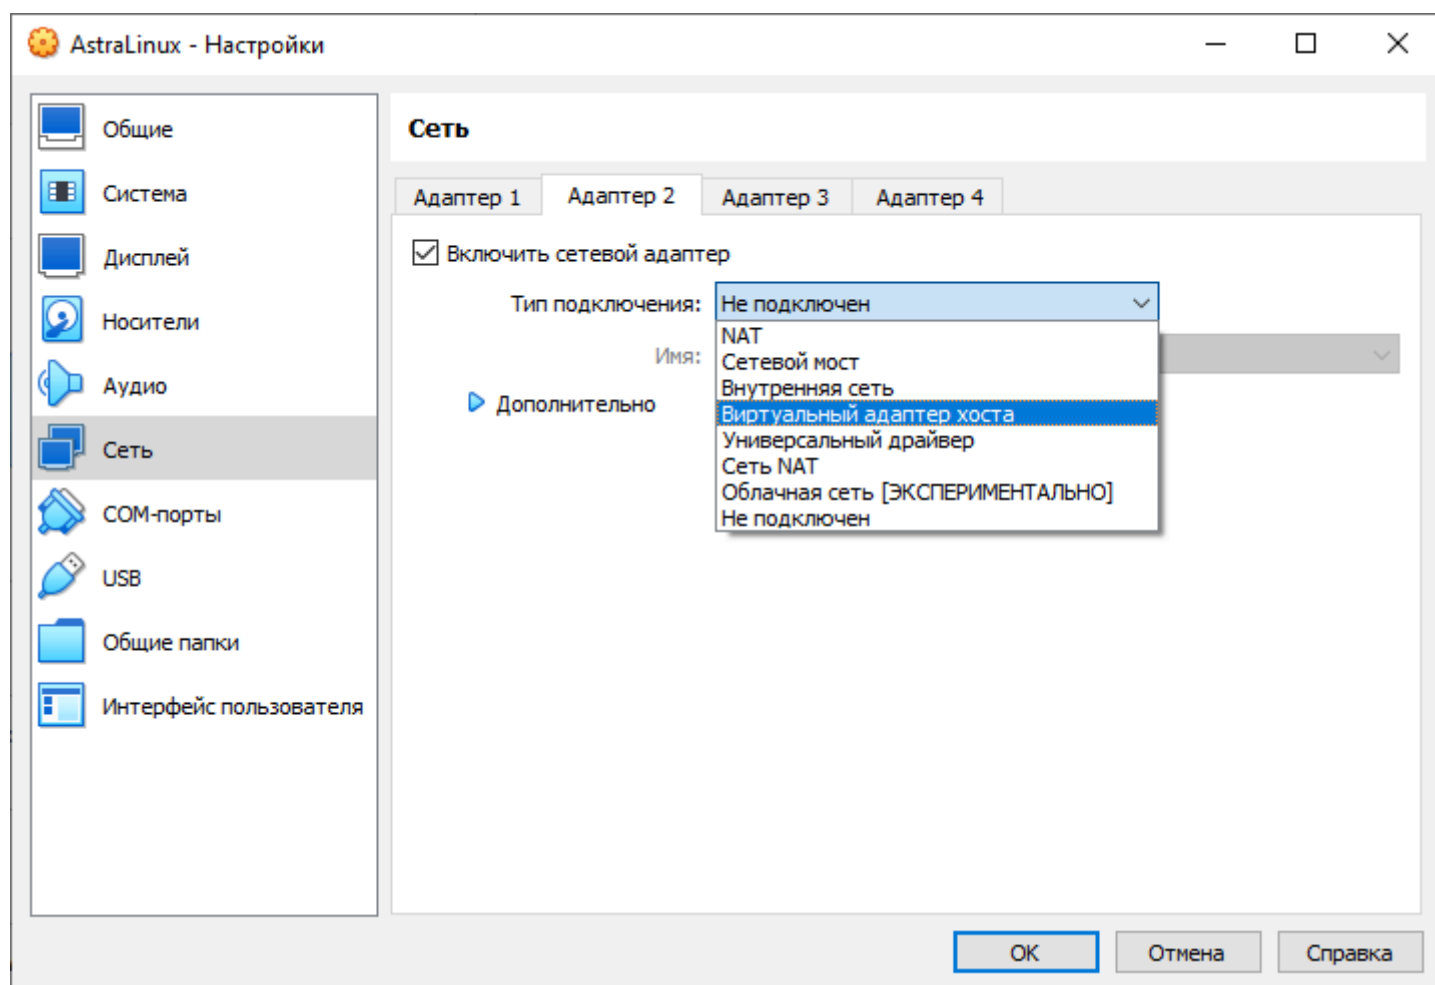 AstraLinux - Настройки
Общие
Система
Дисплей
Носители
Аудио
Сеть
COM-порты
USB
Общие папки
Интерфейс пользователя
Сеть
Адаптер 1 Адаптер 2 Адаптер 3 Адаптер 4
Включить сетевой адаптер
Тип подключения: Не подключен
Имя:
Дополнительно
NAT
Сетевой мост
Внутренняя сеть
Виртуальный адаптер хоста
Универсальный драйвер
Сеть NAT
Облачная сеть [ЭКСПЕРИМЕНТАЛЬНО]
Не подключен
OK Отмена Справка